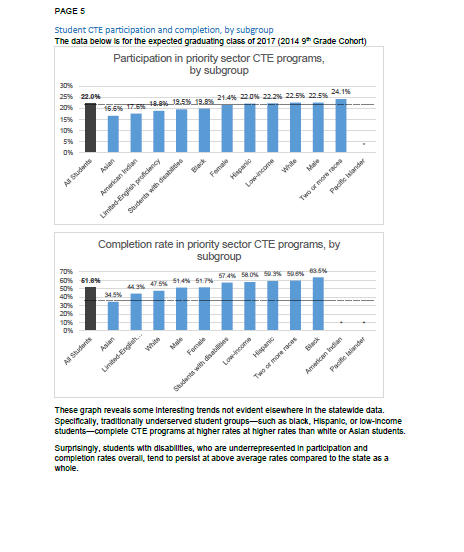 PAGE 5
Student CTE participation and completion, by subgroup
The data below is for the expected graduating class of 2017 (2014 9th Grade Cohort)
Participation in priority sector CTE programs,
by subgroup
30%
25%
20%
15%
10%
5%
0%
22.0% 16.6% 17.6% 18.8% 19.5% 19.8% 21.4% 22.0% 22.2% 22.5% 22.5% 24.1% *
All Students
Asian
American Indian
Limited-English proficiency
Students with disabilities
Black
Female
Hispanic
Low-income
White
Male
Two or more races
Pacific Islander
Completion rate in priority sector CTE programs, by
subgroup
70%
60%
50%
40%
30%
20%
10%
0%
51.8% 34.5% 44.3% 47.5% 51.4% 51.7% 57.4% 58.0% 59.3% 59.6% 63.5% * *
All Students
Asian
Limited-English…
White
Male
Female
Students with disabilities
Low-income
Hispanic
Two or more races
Black
American Indian
Pacific Islander
These graph reveals some interesting trends not evident elsewhere in the statewide data.
Specifically, traditionally underserved student groups—such as black, Hispanic, or low-income
students—complete CTE programs at higher rates at higher rates than white or Asian students.
Surprisingly, students with disabilities, who are underrepresented in participation and
completion rates overall, tend to persist at above average rates compared to the state as a
whole.